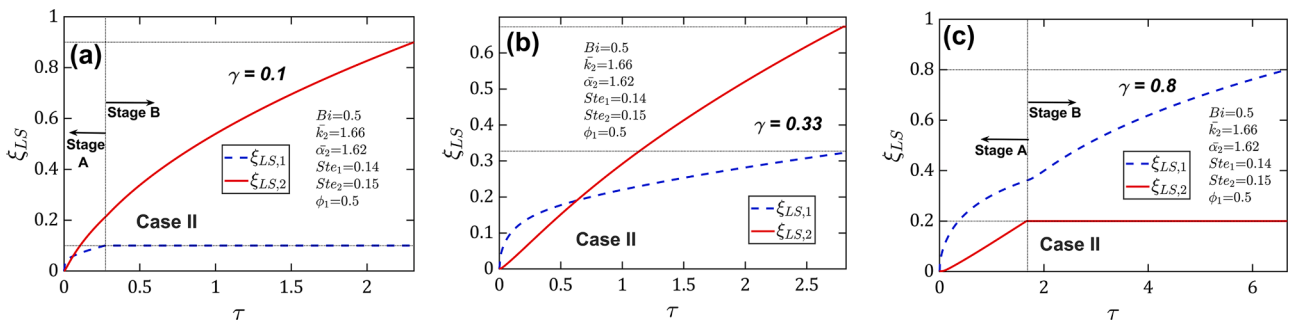 (a)
γ = 0.1
Stage B
Stage
A
Bi=0.5
k̄₂=1.66
ᾱ₂=1.62
Ste₁=0.14
Ste₂=0.15
ϕ₁=0.5
ξLS,1
ξLS,2
Case II
ξLS
1
0.8
0.6
0.4
0.2
0
0
0.5
1
1.5
2
τ
(b)
Bi=0.5
k̄₂=1.66
ᾱ₂=1.62
Ste₁=0.14
Ste₂=0.15
ϕ₁=0.5
γ = 0.33
ξLS,1
ξLS,2
Case II
ξLS
0.6
0.5
0.4
0.3
0.2
0.1
0
0
0.5
1
1.5
2
2.5
τ
(c)
γ = 0.8
Stage B
Stage A
Bi=0.5
k̄₂=1.66
ᾱ₂=1.62
Ste₁=0.14
Ste₂=0.15
ϕ₁=0.5
ξLS,1
ξLS,2
Case II
ξLS
1
0.8
0.6
0.4
0.2
0
0
2
4
6
τ